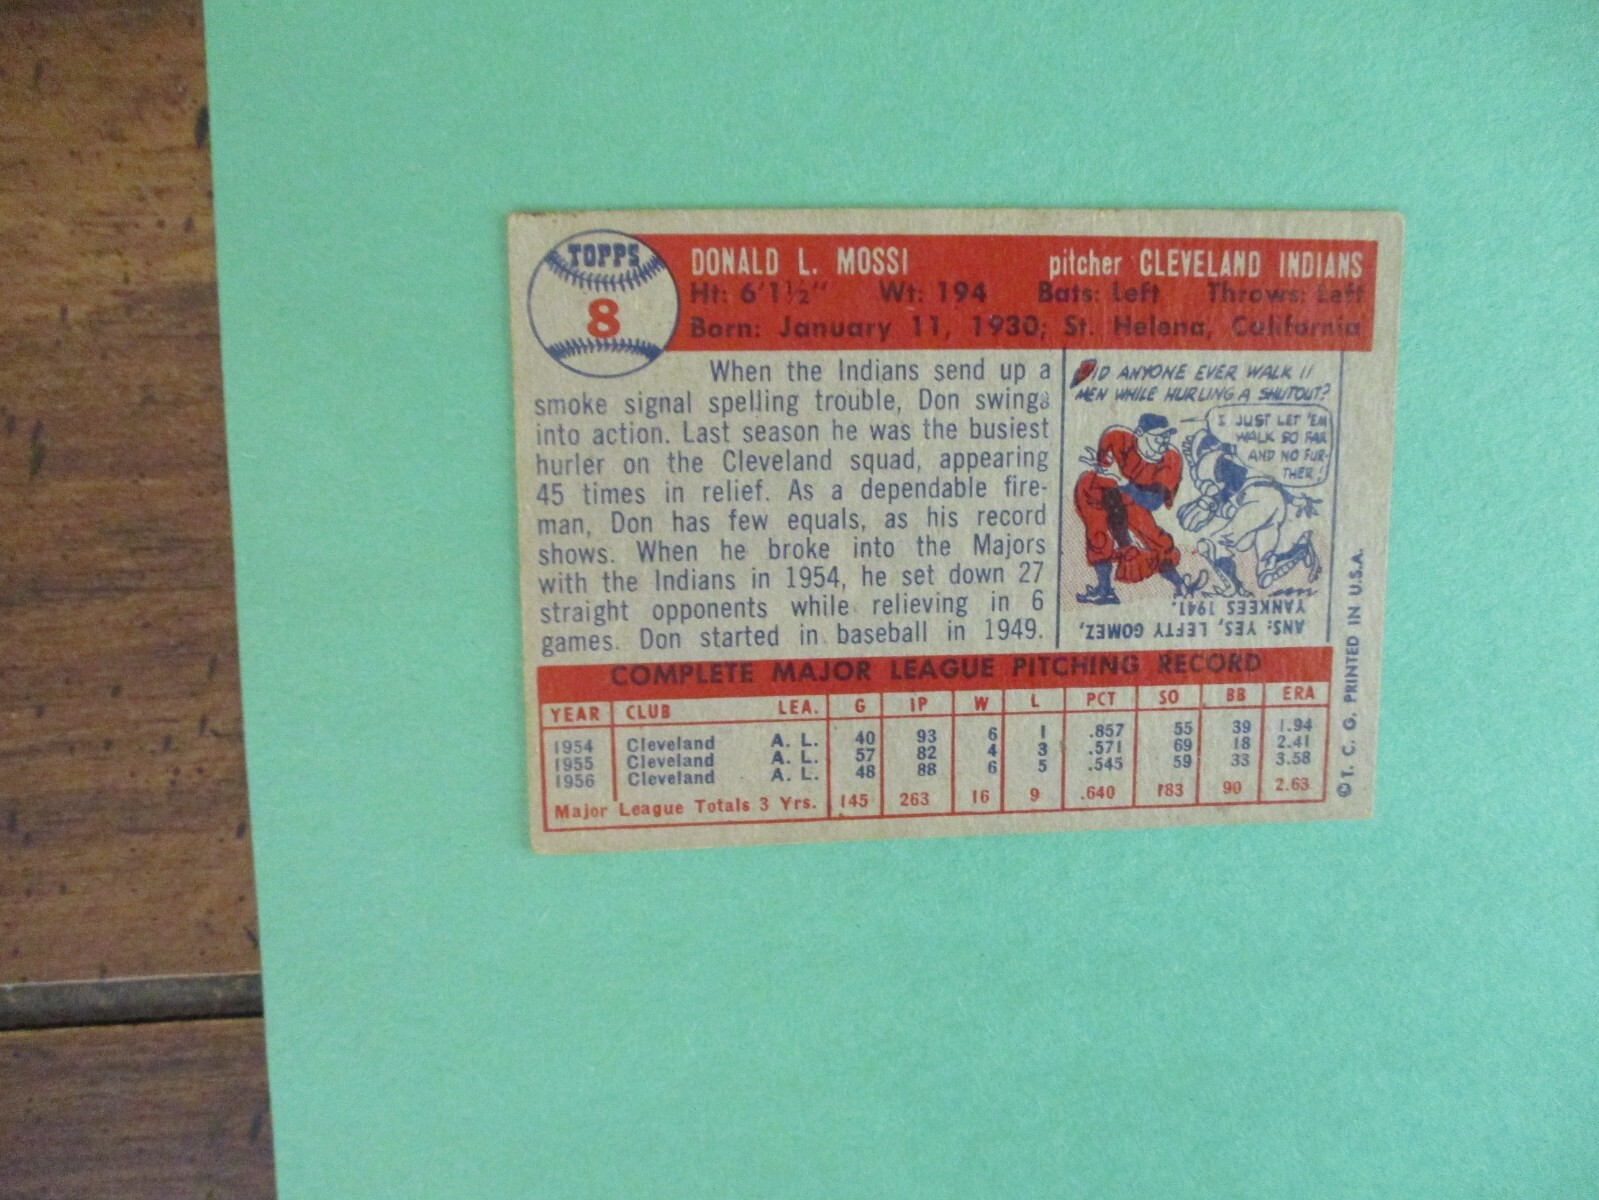 TOPPS
8
DONALD L. MOSSI pitcher CLEVELAND INDIANS
Ht: 6'1½" Wt: 194 Bats: Left Throws: Left
Born: January 11, 1930; St. Helena, California
When the Indians send up a
smoke signal spelling trouble, Don swings
into action. Last season he was the busiest
hurler on the Cleveland squad, appearing
45 times in relief. As a dependable fire-
man, Don has few equals, as his record
shows. When he broke into the Majors
with the Indians in 1954, he set down 27
straight opponents while relieving in 6
games. Don started in baseball in 1949.
DID ANYONE EVER WALK 11
MEN WHILE HURLING A SHUTOUT?
I JUST LET 'EM
WALK SO FAR
AND NO FUR-
THER!
ANS: YES, LEFTY GOMEZ,
YANKEES 1941.
COMPLETE MAJOR LEAGUE PITCHING RECORD
YEAR CLUB LEA. G IP W L PCT SO BB ERA
1954 Cleveland A. L. 40 93 6 1 .857 55 39 1.94
1955 Cleveland A. L. 57 82 4 3 .571 69 18 2.41
1956 Cleveland A. L. 48 88 6 5 .545 59 33 3.58
Major League Totals 3 Yrs. 145 263 16 9 .640 183 90 2.63
©T. C. G. PRINTED IN U.S.A.